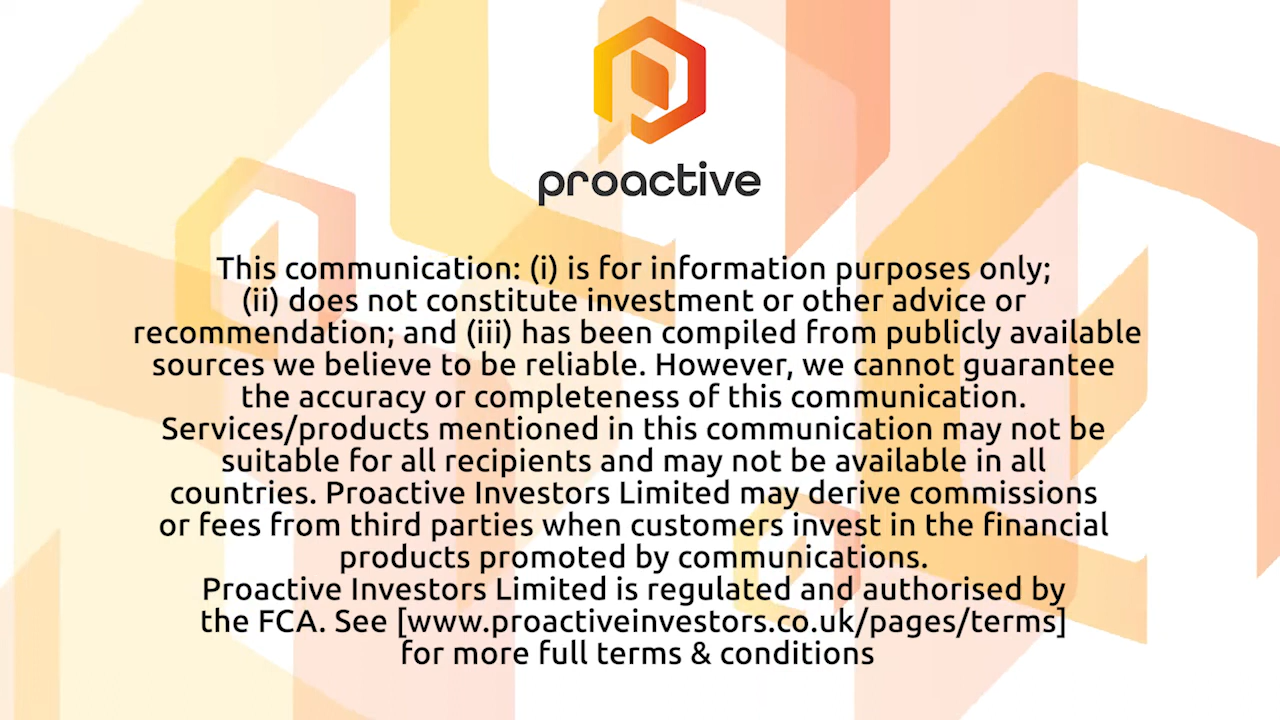 proactive
This communication: (i) is for information purposes only;
(ii) does not constitute investment or other advice or
recommendation; and (iii) has been compiled from publicly available
sources we believe to be reliable. However, we cannot guarantee
the accuracy or completeness of this communication.
Services/products mentioned in this communication may not be
suitable for all recipients and may not be available in all
countries. Proactive Investors Limited may derive commissions
or fees from third parties when customers invest in the financial
products promoted by communications.
Proactive Investors Limited is regulated and authorised by
the FCA. See [www.proactiveinvestors.co.uk/pages/terms]
for more full terms & conditions